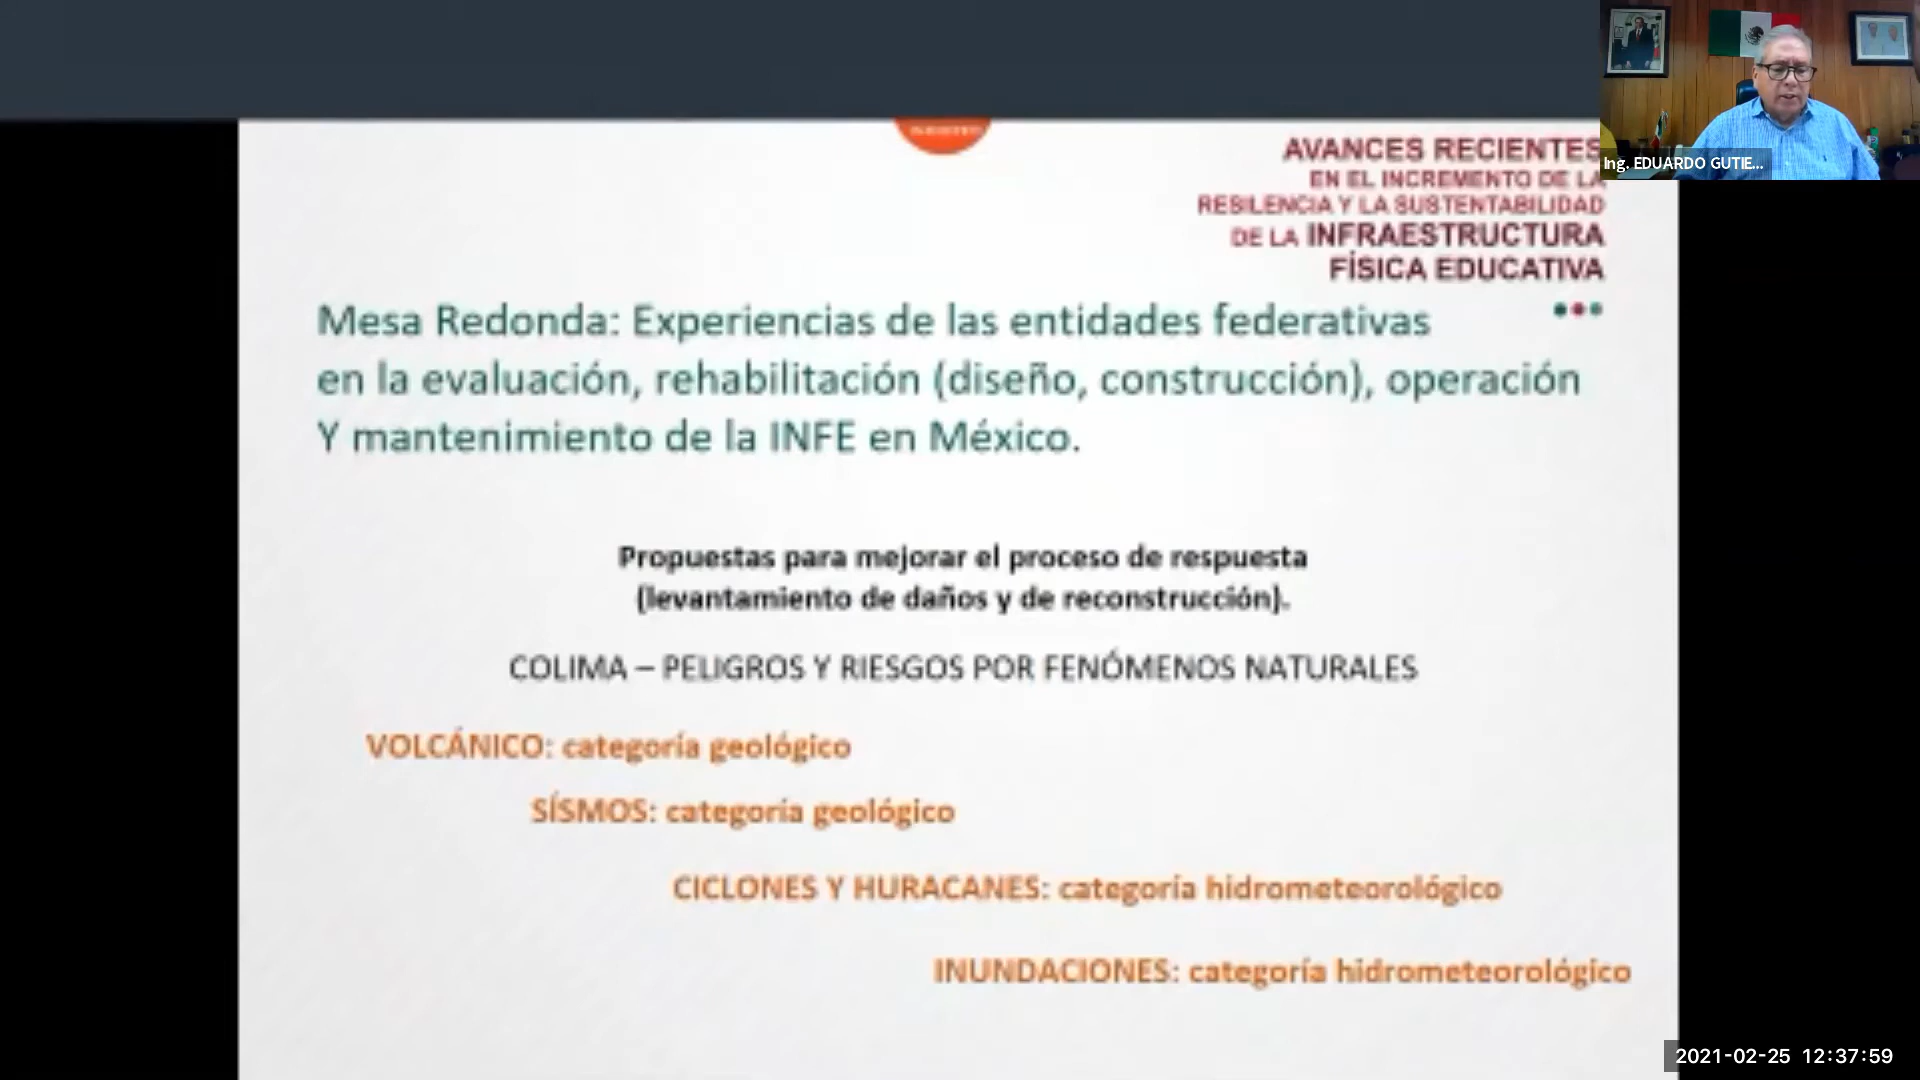 AVANCES RECIENTES
EN EL INCREMENTO DE LA
RESILENCIA Y LA SUSTENTABILIDAD
DE LA INFRAESTRUCTURA
FÍSICA EDUCATIVA
Ing. EDUARDO GUTIE...
Mesa Redonda: Experiencias de las entidades federativas
en la evaluación, rehabilitación (diseño, construcción), operación
Y mantenimiento de la INFE en México.
Propuestas para mejorar el proceso de respuesta
(levantamiento de daños y de reconstrucción).
COLIMA – PELIGROS Y RIESGOS POR FENÓMENOS NATURALES
VOLCÁNICO: categoría geológico
SÍSMOS: categoría geológico
CICLONES Y HURACANES: categoría hidrometeorológico
INUNDACIONES: categoría hidrometeorológico
2021-02-25 12:37:59